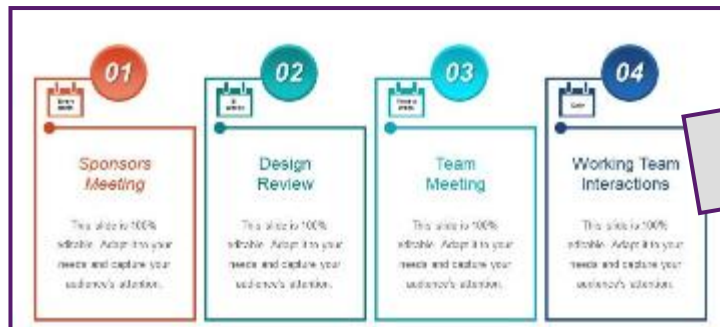 01
02
03
04
Daily
Sponsors
Meeting
Design
Review
Team
Meeting
Working Team
Interactions
This slide is 100%
editable. Adapt it to your
needs and capture your
audience's attention.
This slide is 100%
editable. Adapt it to your
needs and capture your
audience's attention.
This slide is 100%
editable. Adapt it to your
needs and capture your
audience's attention.
This slide is 100%
editable. Adapt it to your
needs and capture your
audience's attention.